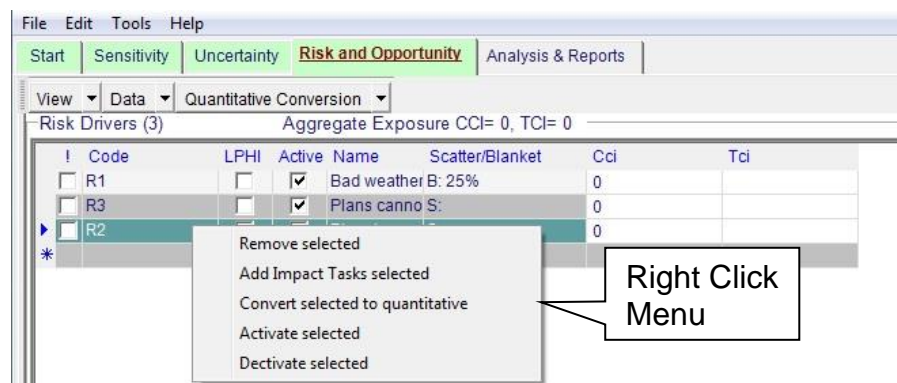 File Edit Tools Help
Start Sensitivity Uncertainty Risk and Opportunity Analysis & Reports
View Data Quantitative Conversion
Risk Drivers (3) Aggregate Exposure CCI= 0, TCI= 0
! Code LPHI Active Name Scatter/Blanket Cci Tci
R1 Bad weather B: 25% 0
R3 Plans canno S: 0
R2 0
*
Remove selected
Add Impact Tasks selected
Convert selected to quantitative
Activate selected
Dectivate selected
Right Click
Menu